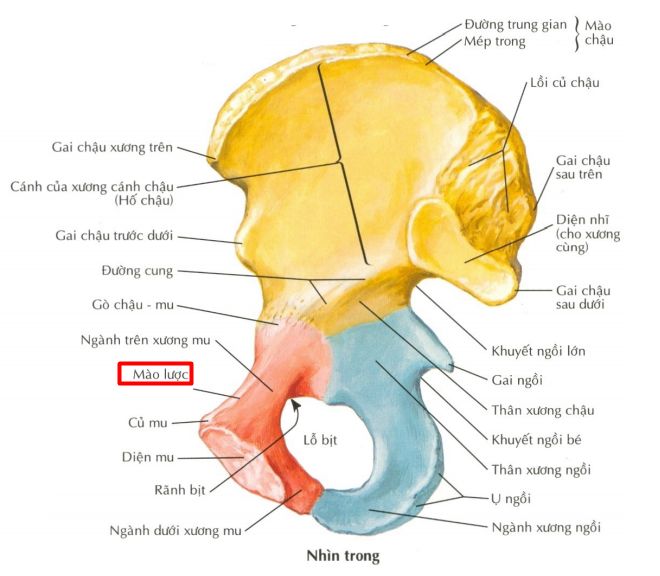 Đường trung gian
Mép trong
Mào
chậu
Lồi củ chậu
Gai chậu xương trên
Cánh của xương cánh chậu
(Hố chậu)
Gai chậu trước dưới
Đường cung
Gò chậu - mu
Ngành trên xương mu
Mào lược
Củ mu
Diện mu
Rãnh bịt
Ngành dưới xương mu
Lỗ bịt
Gai chậu
sau trên
Diện nhĩ
(cho xương
cùng)
Gai chậu
sau dưới
Khuyết ngồi lớn
Gai ngồi
Thân xương chậu
Khuyết ngồi bé
Thân xương ngồi
Ụ ngồi
Ngành xương ngồi
Nhìn trong